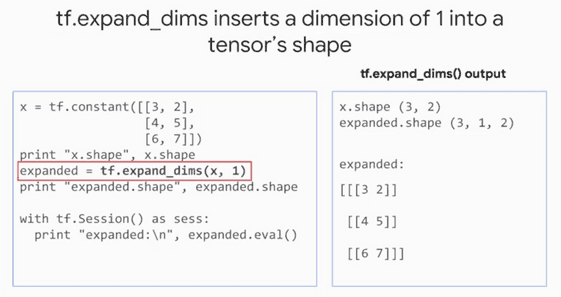 tf.expand_dims inserts a dimension of 1 into a
tensor's shape
x = tf.constant([[3, 2],
[4, 5],
[6, 7]])
print "x.shape", x.shape
expanded = tf.expand_dims(x, 1)
print "expanded.shape", expanded.shape
with tf.Session() as sess:
print "expanded:\n", expanded.eval()
tf.expand_dims() output
x.shape (3, 2)
expanded.shape (3, 1, 2)
expanded:
[[[3 2]]
[[4 5]]
[[6 7]]]